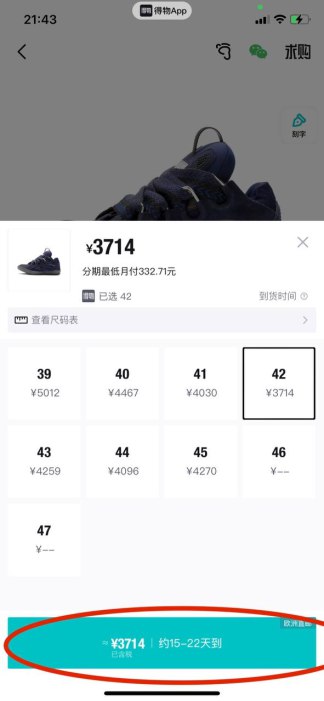 21:43
得物 得物App
求购
刻字
¥3714
分期最低月付332.71元
得物 已选 42
到货时间
查看尺码表
39
¥5012
40
¥4467
41
¥4030
42
¥3714
43
¥4259
44
¥4096
45
¥4270
46
¥--
47
¥--
欧洲直邮
≈¥3714 | 约15-22天到
已含税